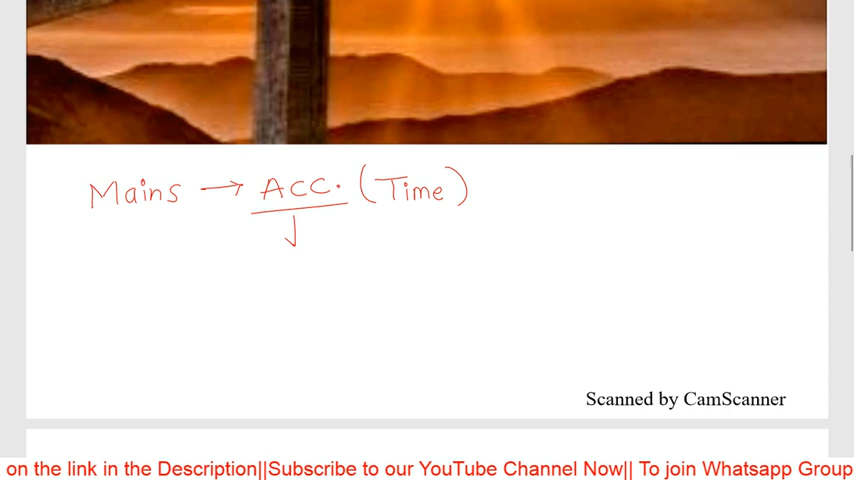 Mains → Acc. (Time)
Scanned by CamScanner
on the link in the Description||Subscribe to our YouTube Channel Now|| To join Whatsapp Group